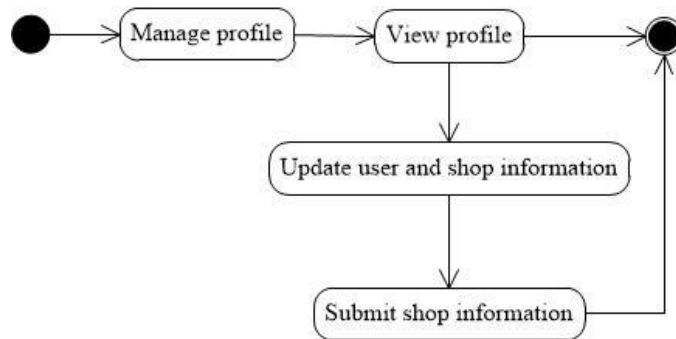 Manage profile
View profile
Update user and shop information
Submit shop information